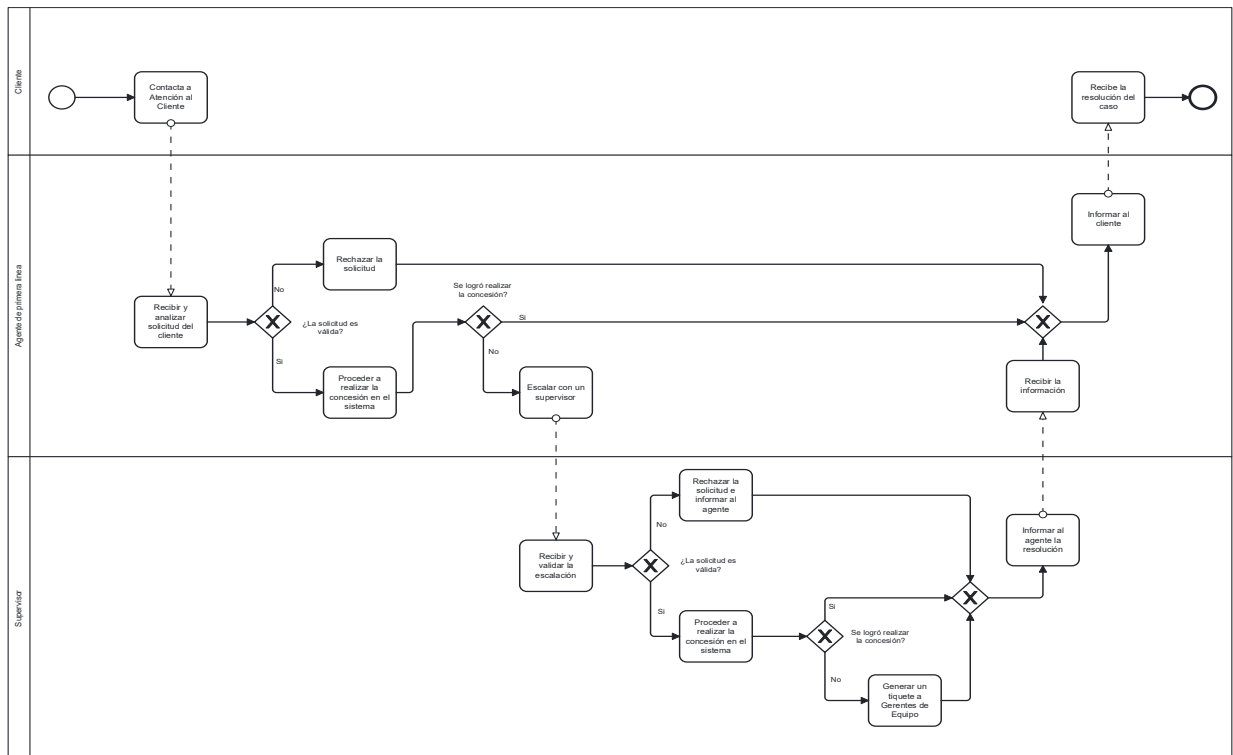 Cliente
Contacta a
Atención al
Cliente
Recibe la
resolución del
caso
Agente de primera linea
Informar al
cliente
Rechazar la
solicitud
Se logró realizar
la concesión?
No
Recibir y
analizar
solicitud del
cliente
¿La solicitud es
válida?
Si
Si
No
Proceder a
realizar la
concesión en el
sistema
Escalar con un
supervisor
Recibir la
información
Supervisor
Rechazar la
solicitud e
informar al
agente
No
Informar al
agente la
resolución
Recibir y
validar la
escalación
¿La solicitud es
válida?
Si
Si
Proceder a
realizar la
concesión en el
sistema
Se logró realizar
la concesión?
No
Generar un
tiquete a
Gerentes de
Equipo